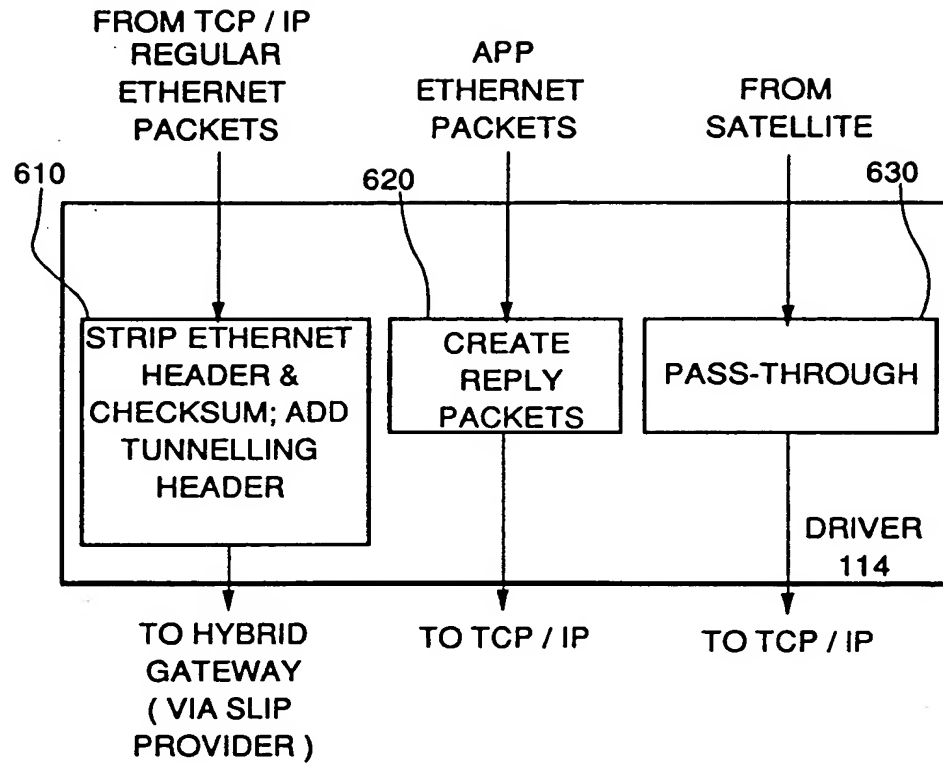 FROM TCP / IP
REGULAR
ETHERNET
PACKETS
APP
ETHERNET
PACKETS
FROM
SATELLITE
610
620
630
STRIP ETHERNET
HEADER &
CHECKSUM; ADD
TUNNELLING
HEADER
CREATE
REPLY
PACKETS
PASS-THROUGH
DRIVER
114
TO HYBRID
GATEWAY
( VIA SLIP
PROVIDER )
TO TCP / IP
TO TCP / IP